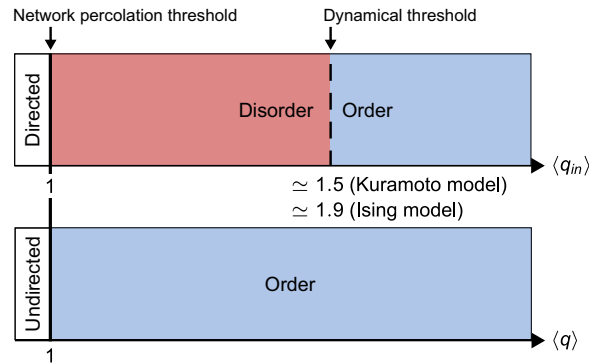 Network percolation threshold
Dynamical threshold
Directed
Disorder
Order
⟨q_in⟩
1
≃ 1.5 (Kuramoto model)
≃ 1.9 (Ising model)
Undirected
Order
⟨q⟩
1